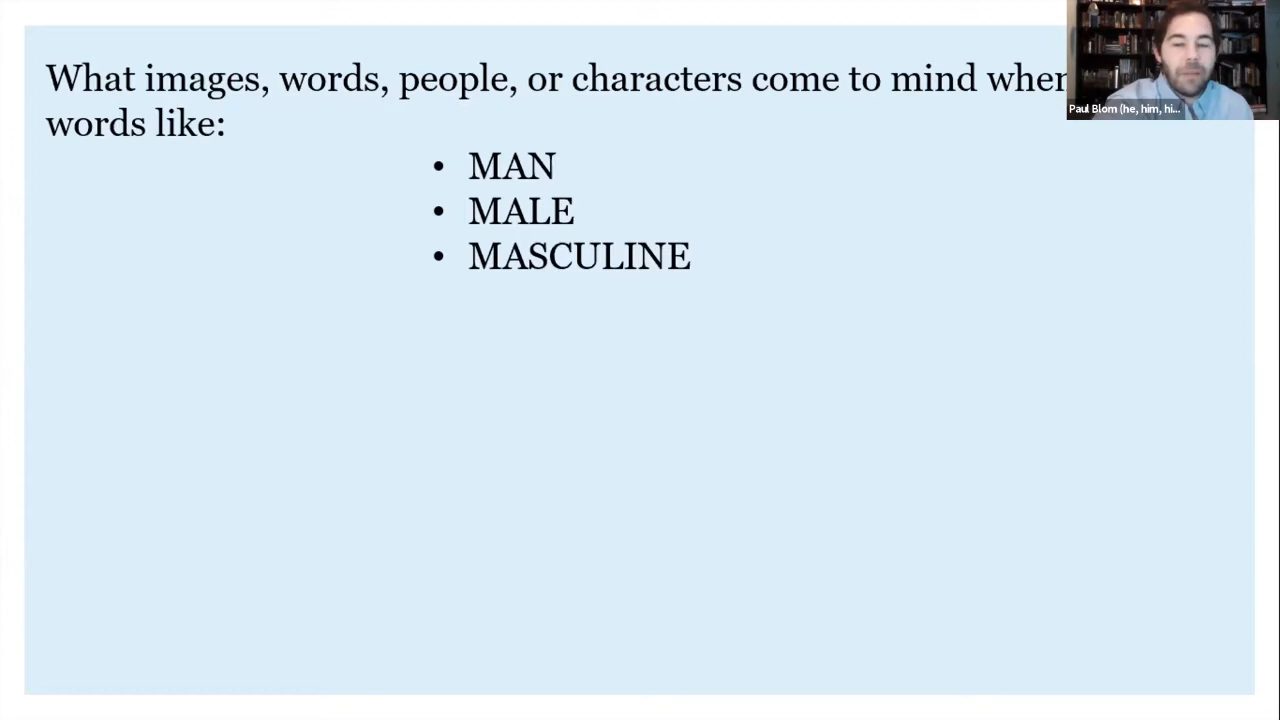 What images, words, people, or characters come to mind when
words like:
• MAN
• MALE
• MASCULINE
Paul Blom (he, him, hi...